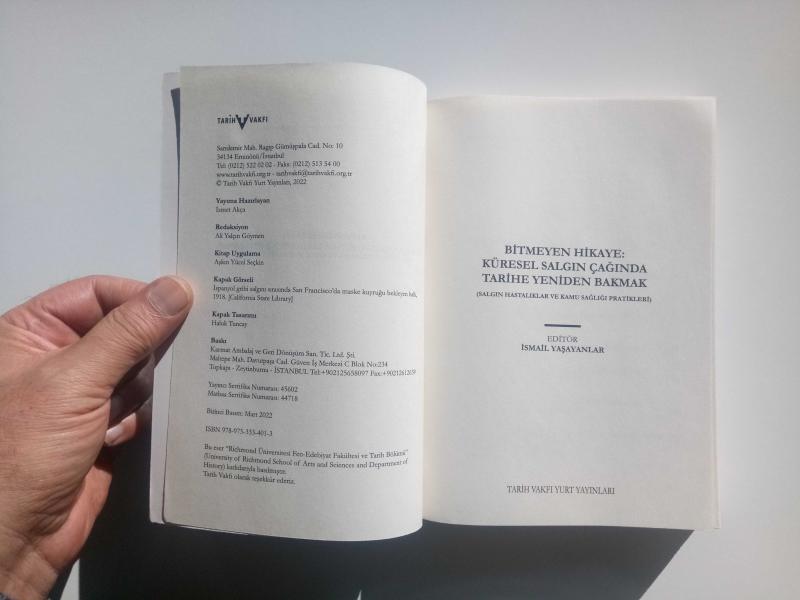 TARİH VAKFI
Sarıdemir Mah. Ragıp Gümüşpala Cad. No: 10
34134 Eminönü/İstanbul
Tel: (0212) 522 02 02 - Faks: (0212) 513 54 00
www.tarihvakfi.org.tr - tarihvakfi@tarihvakfi.org.tr
© Tarih Vakfı Yurt Yayınları, 2022
Yayına Hazırlayan
İsmet Akça
Redaksiyon
Ali Yalçın Göymen
Kitap Uygulama
Aşkın Yücel Seçkin
Kapak Görseli
İspanyol gribi salgını sırasında San Francisco'da maske kuyruğu bekleyen halk,
1918. [California State Library]
Kapak Tasarımı
Haluk Tuncay
Baskı
Karmat Ambalaj ve Geri Dönüşüm San. Tic. Ltd. Şti.
Maltepe Mah. Davutpaşa Cad. Güven İş Merkezi C Blok No:234
Topkapı - Zeytinburnu - İSTANBUL Tel:+902125658097 Fax:+90212612659
Yayıncı Sertifika Numarası: 45602
Matbaa Sertifika Numarası: 44718
Birinci Basım: Mart 2022
ISBN 978-975-333-401-3
Bu eser "Richmond Üniversitesi Fen-Edebiyat Fakültesi ve Tarih Bölümü"
(University of Richmond School of Arts and Sciences and Department of
History) katkılarıyla basılmıştır.
Tarih Vakfı olarak teşekkür ederiz.
BİTMEYEN HİKAYE:
KÜRESEL SALGIN ÇAĞINDA
TARİHE YENİDEN BAKMAK
(SALGIN HASTALIKLAR VE KAMU SAĞLIĞI PRATİKLERİ)
EDİTÖR
İSMAİL YAŞAYANLAR
TARİH VAKFI YURT YAYINLARI